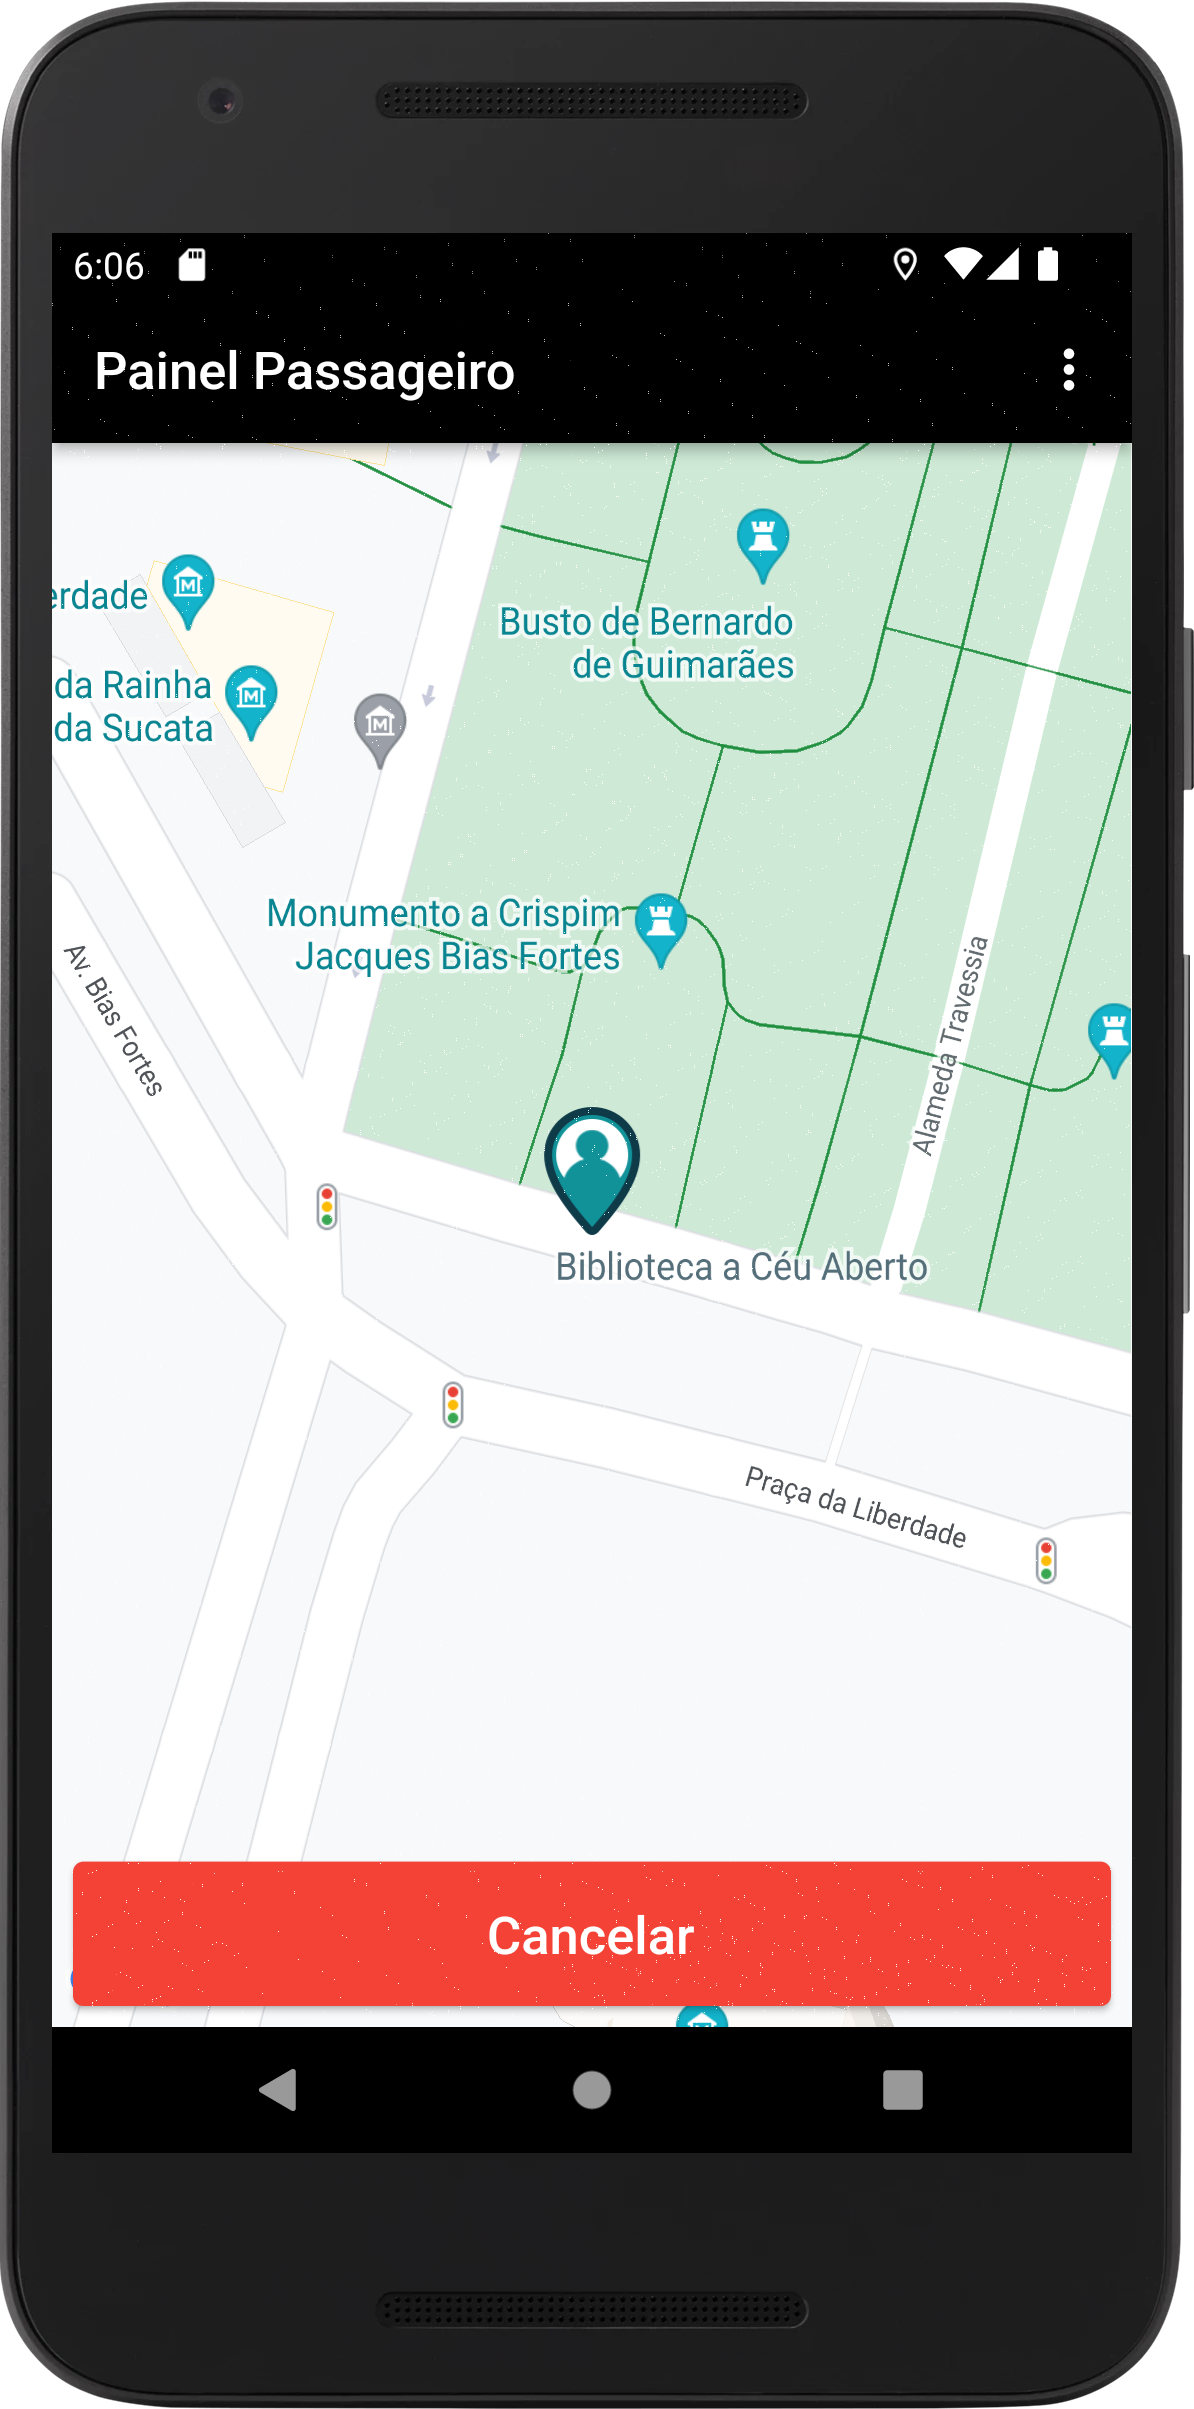 6:06
Painel Passageiro
erdade
da Rainha
da Sucata
Busto de Bernardo
de Guimarães
Monumento a Crispim
Jacques Bias Fortes
Av. Bias Fortes
Alameda Travessia
Biblioteca a Céu Aberto
Praça da Liberdade
Cancelar